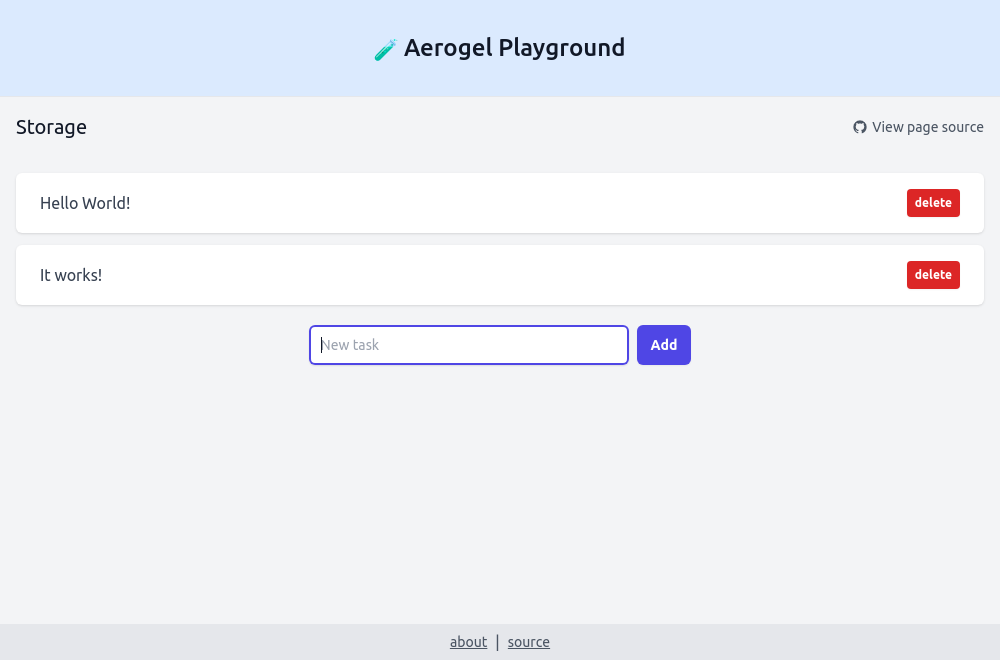 Aerogel Playground
Storage
View page source
Hello World!
delete
It works!
delete
New task
Add
about | source